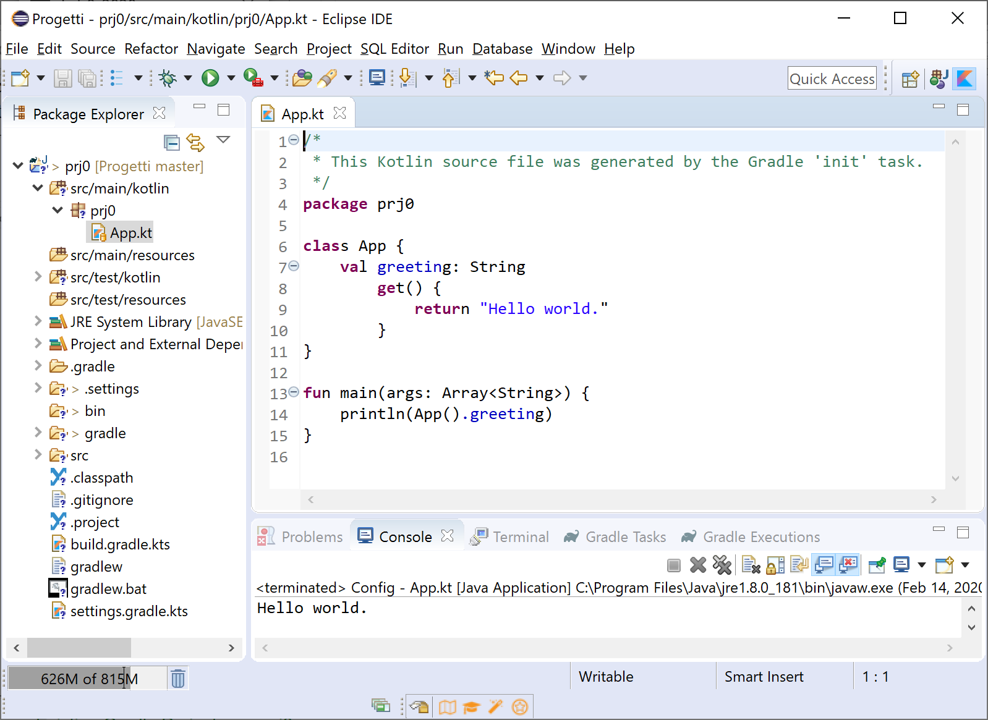 Progetti - prj0/src/main/kotlin/prj0/App.kt - Eclipse IDE
File Edit Source Refactor Navigate Search Project SQL Editor Run Database Window Help
Quick Access
Package Explorer
> prj0 [Progetti master]
src/main/kotlin
prj0
App.kt
src/main/resources
src/test/kotlin
src/test/resources
JRE System Library [JavaSE
Project and External Deper
.gradle
> .settings
> bin
> gradle
src
.classpath
.gitignore
.project
build.gradle.kts
gradlew
gradlew.bat
settings.gradle.kts
App.kt
1 /*
2 * This Kotlin source file was generated by the Gradle 'init' task.
3 */
4 package prj0
5
6 class App {
7 val greeting: String
8 get() {
9 return "Hello world."
10 }
11 }
12
13 fun main(args: Array<String>) {
14 println(App().greeting)
15 }
16
Problems Console Terminal Gradle Tasks Gradle Executions
<terminated> Config - App.kt [Java Application] C:\Program Files\Java\jre1.8.0_181\bin\javaw.exe (Feb 14, 2020
Hello world.
626M of 815M
Writable Smart Insert 1 : 1